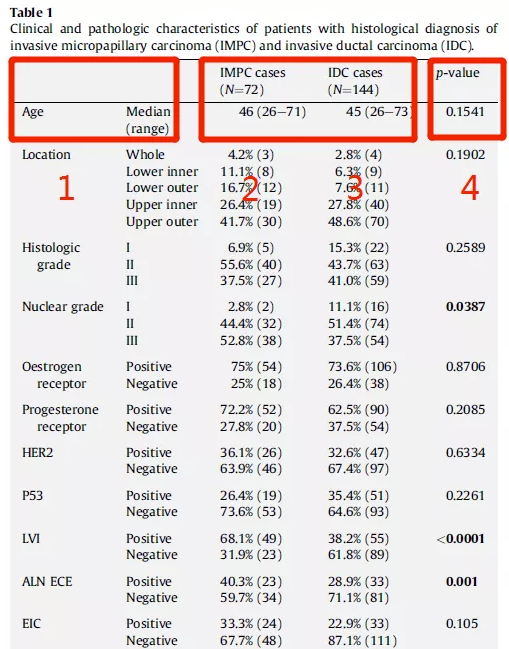 Table 1
Clinical and pathologic characteristics of patients with histological diagnosis of
invasive micropapillary carcinoma (IMPC) and invasive ductal carcinoma (IDC).
IMPC cases IDC cases p-value
(N=72) (N=144)
Age Median 46 (26–71) 45 (26–73) 0.1541
(range)
Location Whole 4.2% (3) 2.8% (4) 0.1902
Lower inner 11.1% (8) 6.3% (9)
Lower outer 16.7% (12) 7.6% (11)
Upper inner 26.4% (19) 27.8% (40)
Upper outer 41.7% (30) 48.6% (70)
1 2 3 4
Histologic I 6.9% (5) 15.3% (22) 0.2589
grade II 55.6% (40) 43.7% (63)
III 37.5% (27) 41.0% (59)
Nuclear grade I 2.8% (2) 11.1% (16) 0.0387
II 44.4% (32) 51.4% (74)
III 52.8% (38) 37.5% (54)
Oestrogen Positive 75% (54) 73.6% (106) 0.8706
receptor Negative 25% (18) 26.4% (38)
Progesterone Positive 72.2% (52) 62.5% (90) 0.2085
receptor Negative 27.8% (20) 37.5% (54)
HER2 Positive 36.1% (26) 32.6% (47) 0.6334
Negative 63.9% (46) 67.4% (97)
P53 Positive 26.4% (19) 35.4% (51) 0.2261
Negative 73.6% (53) 64.6% (93)
LVI Positive 68.1% (49) 38.2% (55) <0.0001
Negative 31.9% (23) 61.8% (89)
ALN ECE Positive 40.3% (23) 28.9% (33) 0.001
Negative 59.7% (34) 71.1% (81)
EIC Positive 33.3% (24) 22.9% (33) 0.105
Negative 67.7% (48) 87.1% (111)